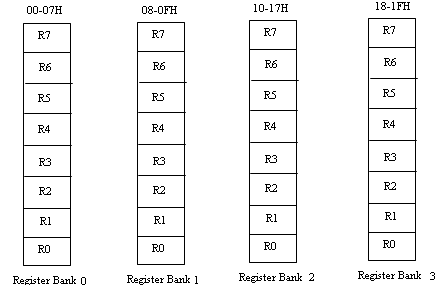 00-07H 08-0FH 10-17H 18-1FH
R7 R7 R7 R7
R6 R6 R6 R6
R5 R5 R5 R5
R4 R4 R4 R4
R3 R3 R3 R3
R2 R2 R2 R2
R1 R1 R1 R1
R0 R0 R0 R0
Register Bank 0 Register Bank 1 Register Bank 2 Register Bank 3